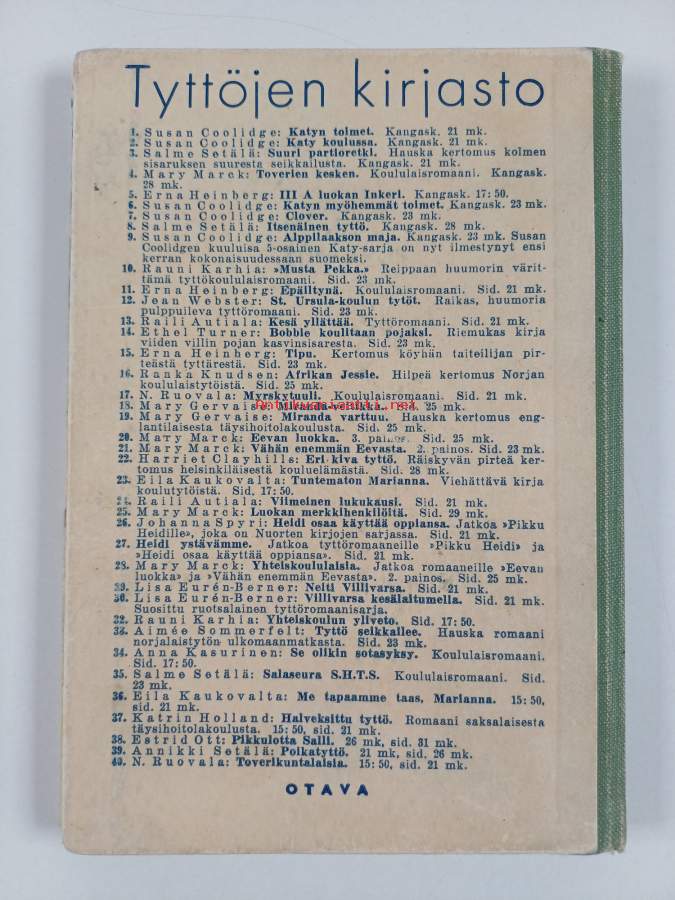 Tyttöjen kirjasto
1. Susan Coolidge: Katyn toimet. Kangask. 21 mk.
2. Susan Coolidge: Katy koulussa. Kangask. 21 mk.
3. Salme Setälä: Suuri partioretki. Hauska kertomus kolmen
sisaruksen suuresta seikkailusta. Kangask. 21 mk.
4. Mary Marck: Toverien kesken. Koululaisromaani. Kangask.
28 mk.
5. Erna Heinberg: III A luokan Inkeri. Kangask. 17:50.
6. Susan Coolidge: Katyn myöhemmät toimet. Kangask. 23 mk.
7. Susan Coolidge: Clover. Kangask. 23 mk.
8. Salme Setälä: Itsenäinen tyttö. Kangask. 28 mk.
9. Susan Coolidge: Alppilaakson maja. Kangask. 23 mk. Susan
Coolidgen kuuluisa 5-osainen Katy-sarja on nyt ilmestynyt ensi
kerran kokonaisuudessaan suomeksi.
10. Rauni Karhia: »Musta Pekka.» Reippaan huumorin värit-
tämä tyttökoululaisromaani. Sid. 23 mk.
11. Erna Heinberg: Epäiltynä. Koululaisromaani. Sid. 21 mk.
12. Jean Webster: St. Ursula-koulun tytöt. Raikas, huumoria
pulppuileva tyttöromaani. Sid. 23 mk.
13. Raili Autiala: Kesä yllättää. Tyttöromaani. Sid. 21 mk.
14. Ethel Turner: Bobbie koulitaan pojaksi. Riemukas kirja
viiden villin pojan kasvinsisaresta. Sid. 23 mk.
15. Erna Heinberg: Tipu. Kertomus köyhän taiteilijan pir-
teästä tyttärestä. Sid. 23 mk.
16. Ranka Knudsen: Afrikan Jessie. Hilpeä kertomus Norjan
koululaistytöistä. Sid. 25 mk.
17. N. Ruovala: Myrskytuuli. Koululaisromaani. Sid. 21 mk.
18. Mary Gervaise: Miranda-veitikka. Sid. 25 mk.
19. Mary Gervaise: Miranda varttuu. Hauska kertomus eng-
lantilaisesta täysihoitolakoulusta. Sid. 25 mk.
20. Mary Marck: Eevan luokka. 3. painos. Sid. 25 mk.
21. Mary Marck: Vähän enemmän Eevasta. 2. painos. Sid. 23 mk.
22. Harriet Clayhills: Eri kiva tyttö. Räiskyvän pirteä ker-
tomus helsinkiläisestä kouluelämästä. Sid. 28 mk.
23. Eila Kaukovalta: Tuntematon Marianna. Viehättävä kirja
koulutytöistä. Sid. 17:50.
24. Raili Autiala: Viimeinen lukukausi. Sid. 21 mk.
25. Mary Marck: Luokan merkkihenkilöitä. Sid. 29 mk.
26. Johanna Spyri: Heidi osaa käyttää oppiansa. Jatkoa »Pikku
Heidille», joka on Nuorten kirjojen sarjassa. Sid. 21 mk.
27. Heidi ystävämme. Jatkoa tyttöromaaneille »Pikku Heidi» ja
»Heidi osaa käyttää oppiansa». Sid. 21 mk.
28. Mary Marck: Yhteiskoululaisia. Jatkoa romaaneille »Eevan
luokka» ja »Vähän enemmän Eevasta». 2. painos. Sid. 25 mk.
29. Lisa Eurén-Berner: Neiti Villivarsa. Sid. 21 mk.
30. Lisa Eurén-Berner: Villivarsa kesälaitumella. Sid. 21 mk.
Suosittu ruotsalainen tyttöromaanisarja.
32. Rauni Karhia: Yhteiskoulun yliveto. Sid. 17:50.
33. Aimée Sommerfelt: Tyttö seikkailee. Hauska romaani
norjalaistytön ulkomaanmatkasta. Sid. 23 mk.
34. Anna Kasurinen: Se olikin sotasyksy. Koululaisromaani.
Sid. 17:50.
35. Salme Setälä: Salaseura S.H.T.S. Koululaisromaani. Sid.
23 mk.
36. Eila Kaukovalta: Me tapaamme taas, Marianna. 15:50,
sid. 21 mk.
37. Katrin Holland: Halveksittu tyttö. Romaani saksalaisesta
täysihoitolakoulusta. 15:50, sid. 21 mk.
38. Estrid Ott: Pikkulotta Salli. 26 mk, sid. 31 mk.
39. Annikki Setälä: Poikatyttö. 21 mk, sid. 26 mk.
40. N. Ruovala: Toverikuntalaisia. 15:50, sid. 21 mk.
OTAVA